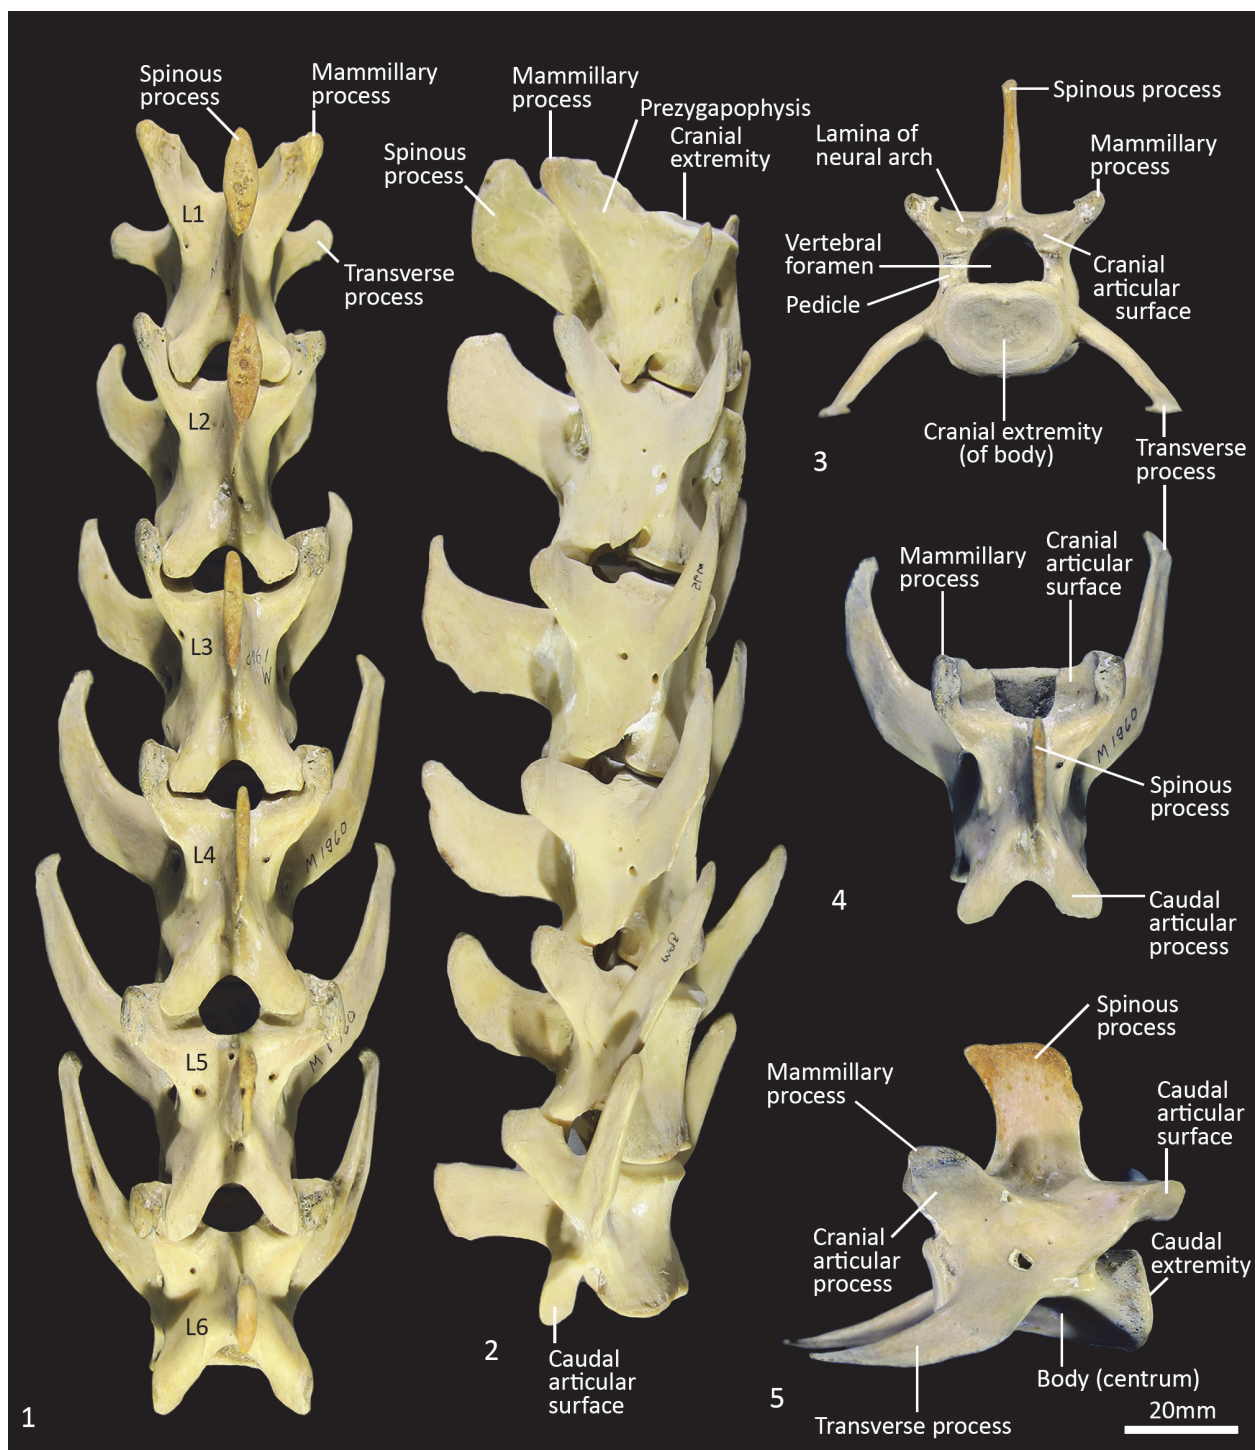 Spinous
process
Mammillary
process
L1
Transverse
process
L2
L3
M 1960
L4
M 1960
L5
L6
1
Mammillary
process
Prezygapophysis
Cranial
extremity
Spinous
process
Caudal
articular
surface
2
Spinous process
Lamina of
neural arch
Mammillary
process
Vertebral
foramen
Cranial
articular
surface
Pedicle
Cranial extremity
(of body)
3
Transverse
process
Mammillary
process
Cranial
articular
surface
M 1960
Spinous
process
Caudal
articular
process
4
Spinous
process
Mammillary
process
Caudal
articular
surface
Cranial
articular
process
Caudal
extremity
Body (centrum)
Transverse process
5
20mm